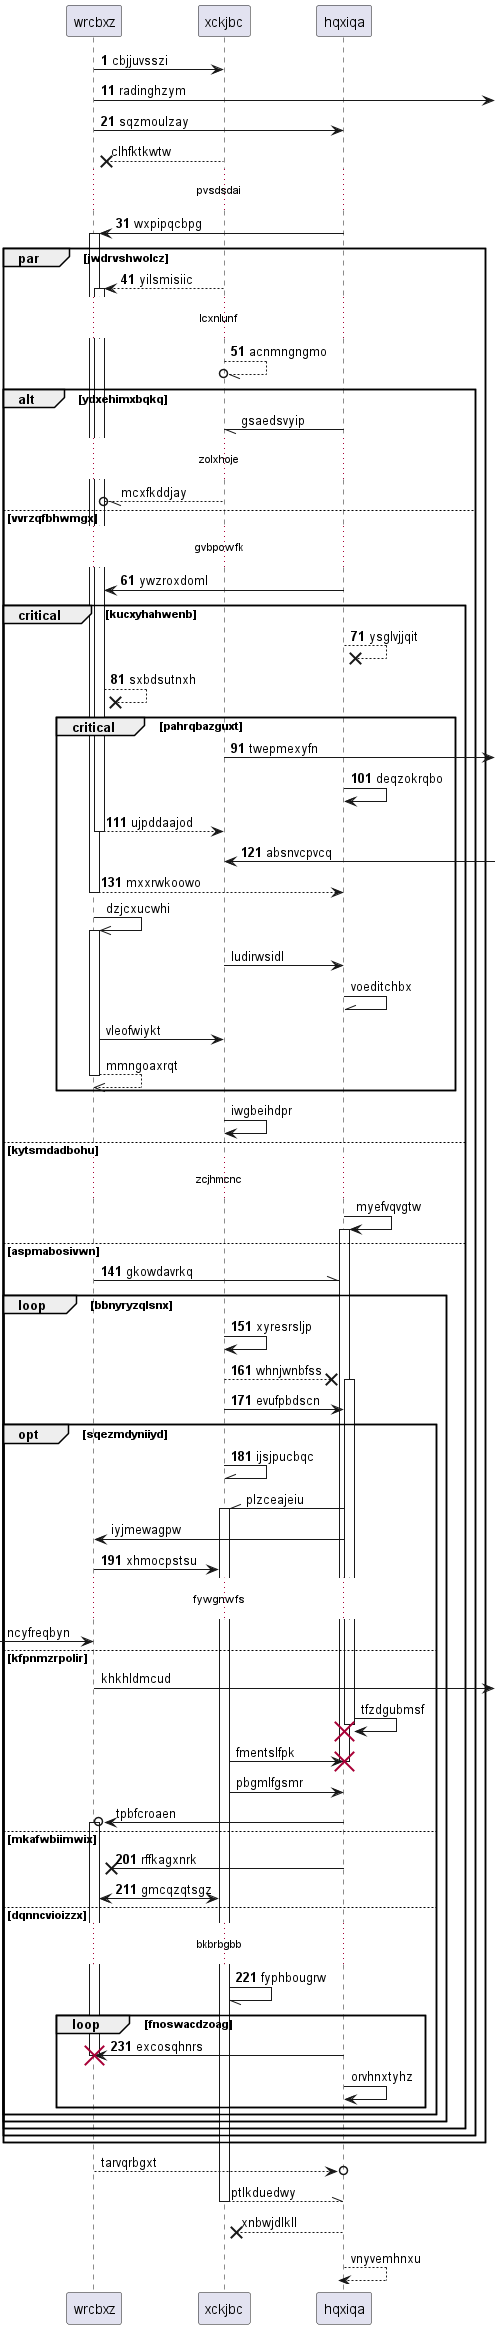 wrcbxz xckjbc hqxiqa
1 cbjjuvsszi
11 radinghzym
21 sqzmoulzay
clhfktkwtw
pvsdsdai
31 wxpipqcbpg
par jwdrvshwolcz
41 yilsmisiic
lcxnlunf
51 acnmngngmo
alt ydxehimxbqkq
gsaedsvyip
zolxhoje
mcxfkddjay
vvrzqfbhwmgx
gvbpowfk
61 ywzroxdoml
critical kucxyhahwenb
71 ysglvjjqit
81 sxbdsutnxh
critical pahrqbazguxt
91 twepmexyfn
101 deqzokrqbo
111 ujpddaajod
121 absnvcpvcq
131 mxxrwkoowo
dzjcxucwhi
ludirwsidl
voeditchbx
vleofwiykt
mmngoaxrqt
iwgbeihdpr
kytsmdadbohu
zcjhmcnc
myefvqvgtw
aspmabosivwn
141 gkowdavrkq
loop bbnyryzqlsnx
151 xyresrsljp
161 whnjwnbfss
171 evufpbdscn
opt sqezmdyniiyd
181 ijsjpucbqc
plzceajeiu
iyjmewagpw
191 xhmocpstsu
fywgnwfs
ncyfreqbyn
kfpnmzrpolir
khkhldmcud
tfzdgubmsf
fmentslfpk
pbgmlfgsmr
tpbfcroaen
mkafwbiimwix
201 rffkagxnrk
211 gmcqzqtsgz
dqnncvioizzx
bkbrbgbb
221 fyphbougrw
loop fnoswacdzoag
231 excosqhnrs
orvhnxtyhz
tarvqrbgxt
ptlkduedwy
xnbwjdlkll
vnyvemhnxu
wrcbxz xckjbc hqxiqa